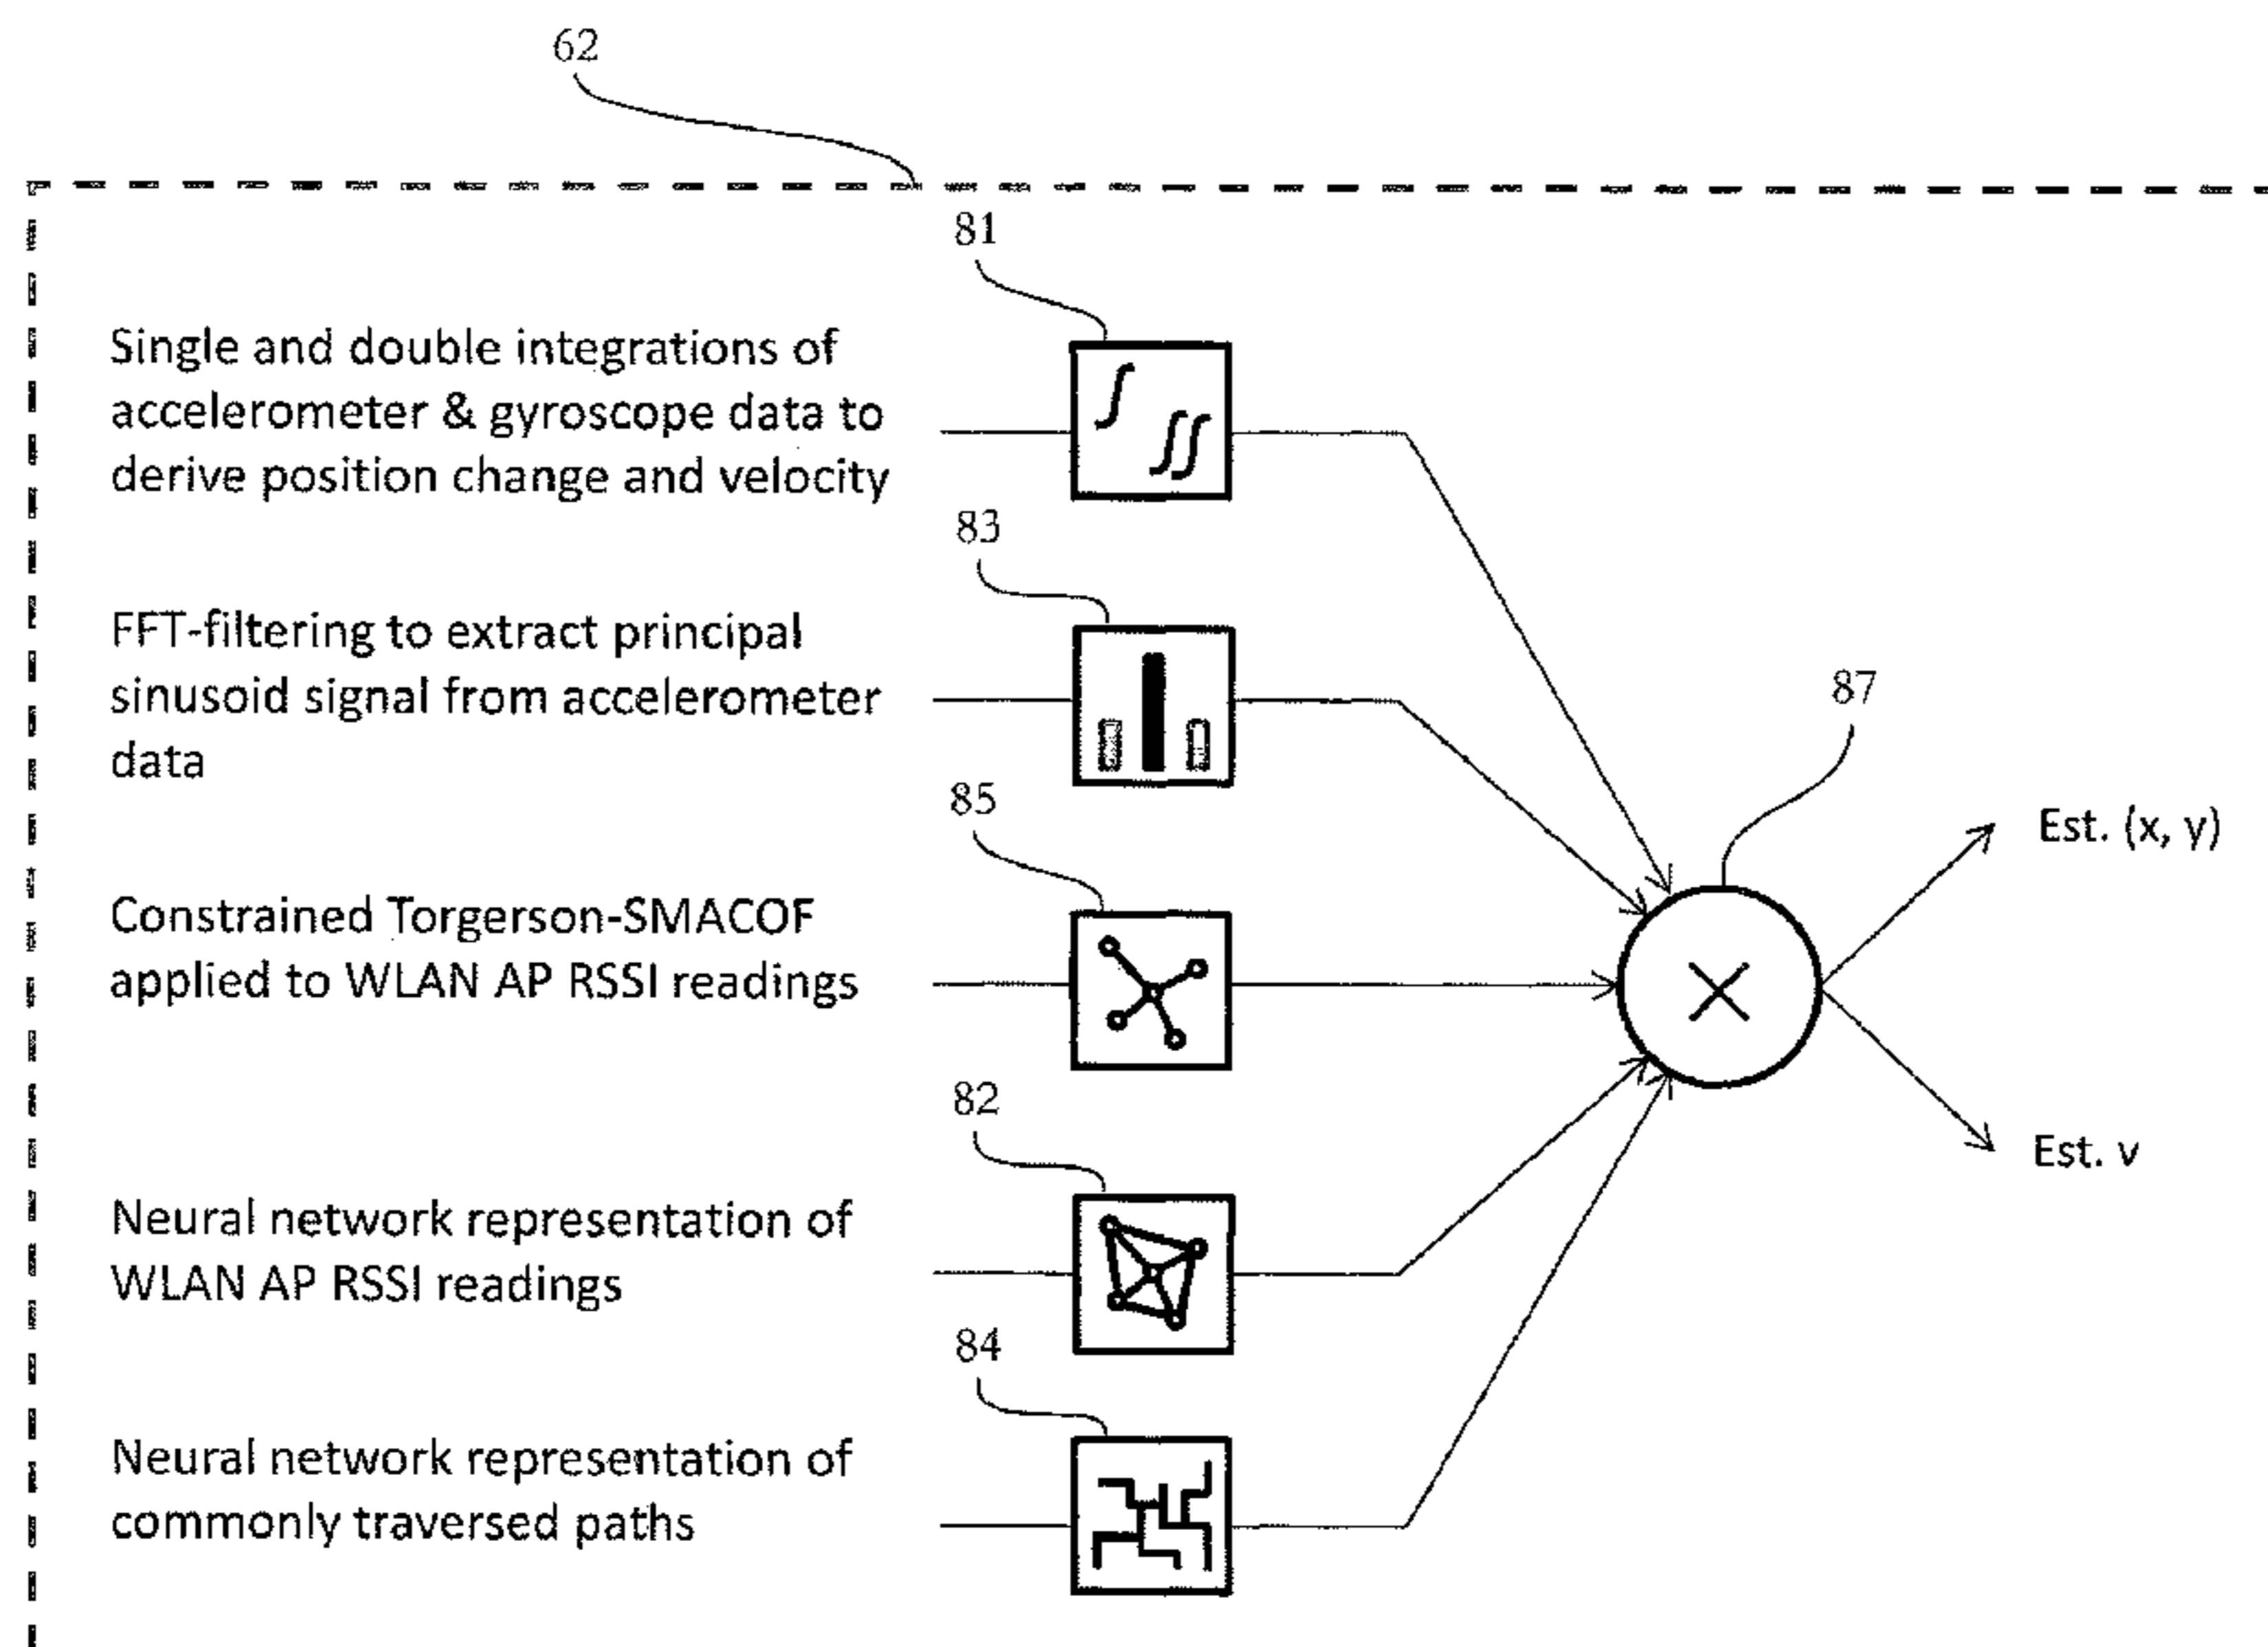 62
81
Single and double integrations of
accelerometer & gyroscope data to
derive position change and velocity
83
FFT-filtering to extract principal
sinusoid signal from accelerometer
data
87
85
Est. (x, y)
Constrained Torgerson-SMACOF
applied to WLAN AP RSSI readings
82
Est. v
Neural network representation of
WLAN AP RSSI readings
84
Neural network representation of
commonly traversed paths